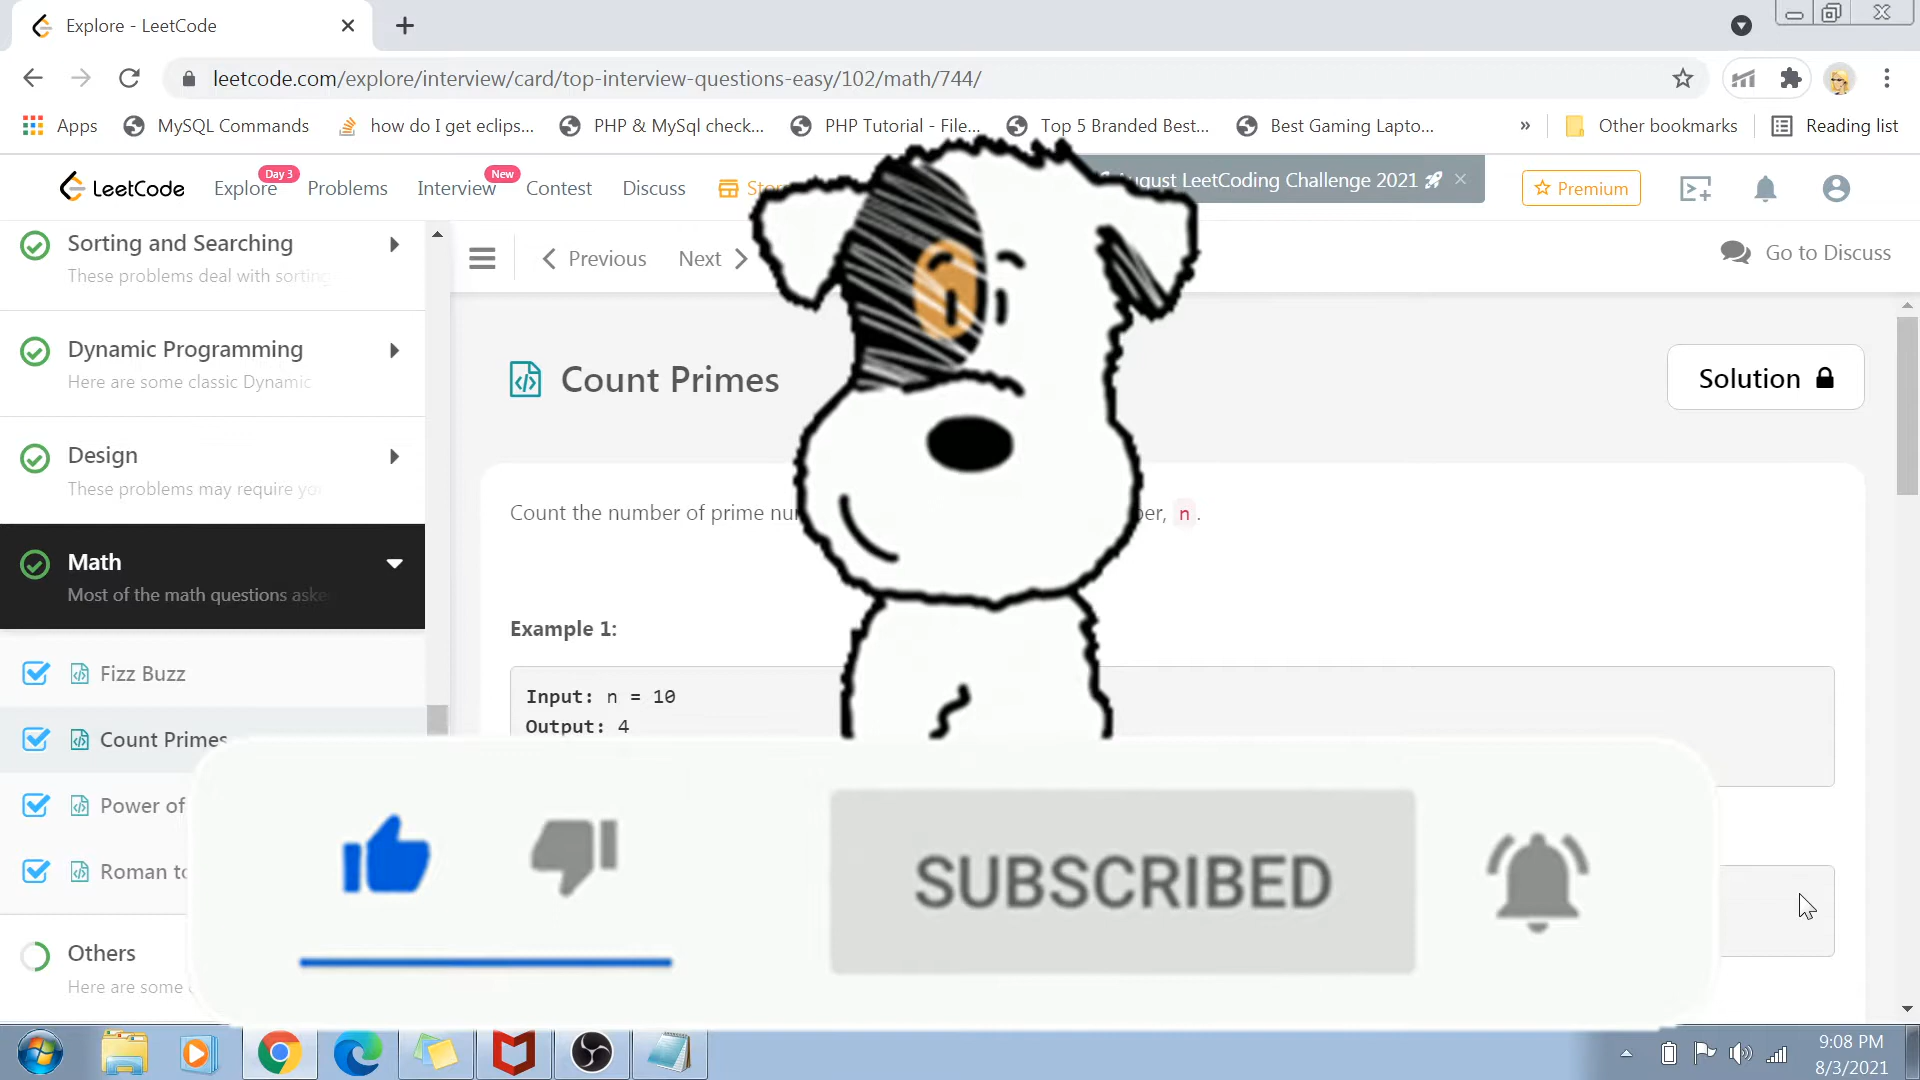 Explore - LeetCode
leetcode.com/explore/interview/card/top-interview-questions-easy/102/math/744/
Apps
MySQL Commands
how do I get eclips...
PHP & MySql check...
PHP Tutorial - File...
Top 5 Branded Best...
Best Gaming Lapto...
»
Other bookmarks
Reading list
LeetCode
Explore
Day 3
Problems
Interview
New
Contest
Discuss
August LeetCoding Challenge 2021
Premium
Sorting and Searching
These problems deal with sorting
Previous
Next
Go to Discuss
Dynamic Programming
Here are some classic Dynamic
Count Primes
Solution
Design
These problems may require you
Count the number of prime
n.
Math
Most of the math questions aske
Example 1:
Fizz Buzz
Input: n = 10
Output: 4
Count Primes
Power of
Roman to
SUBSCRIBED
Others
Here are some
9:08 PM
8/3/2021